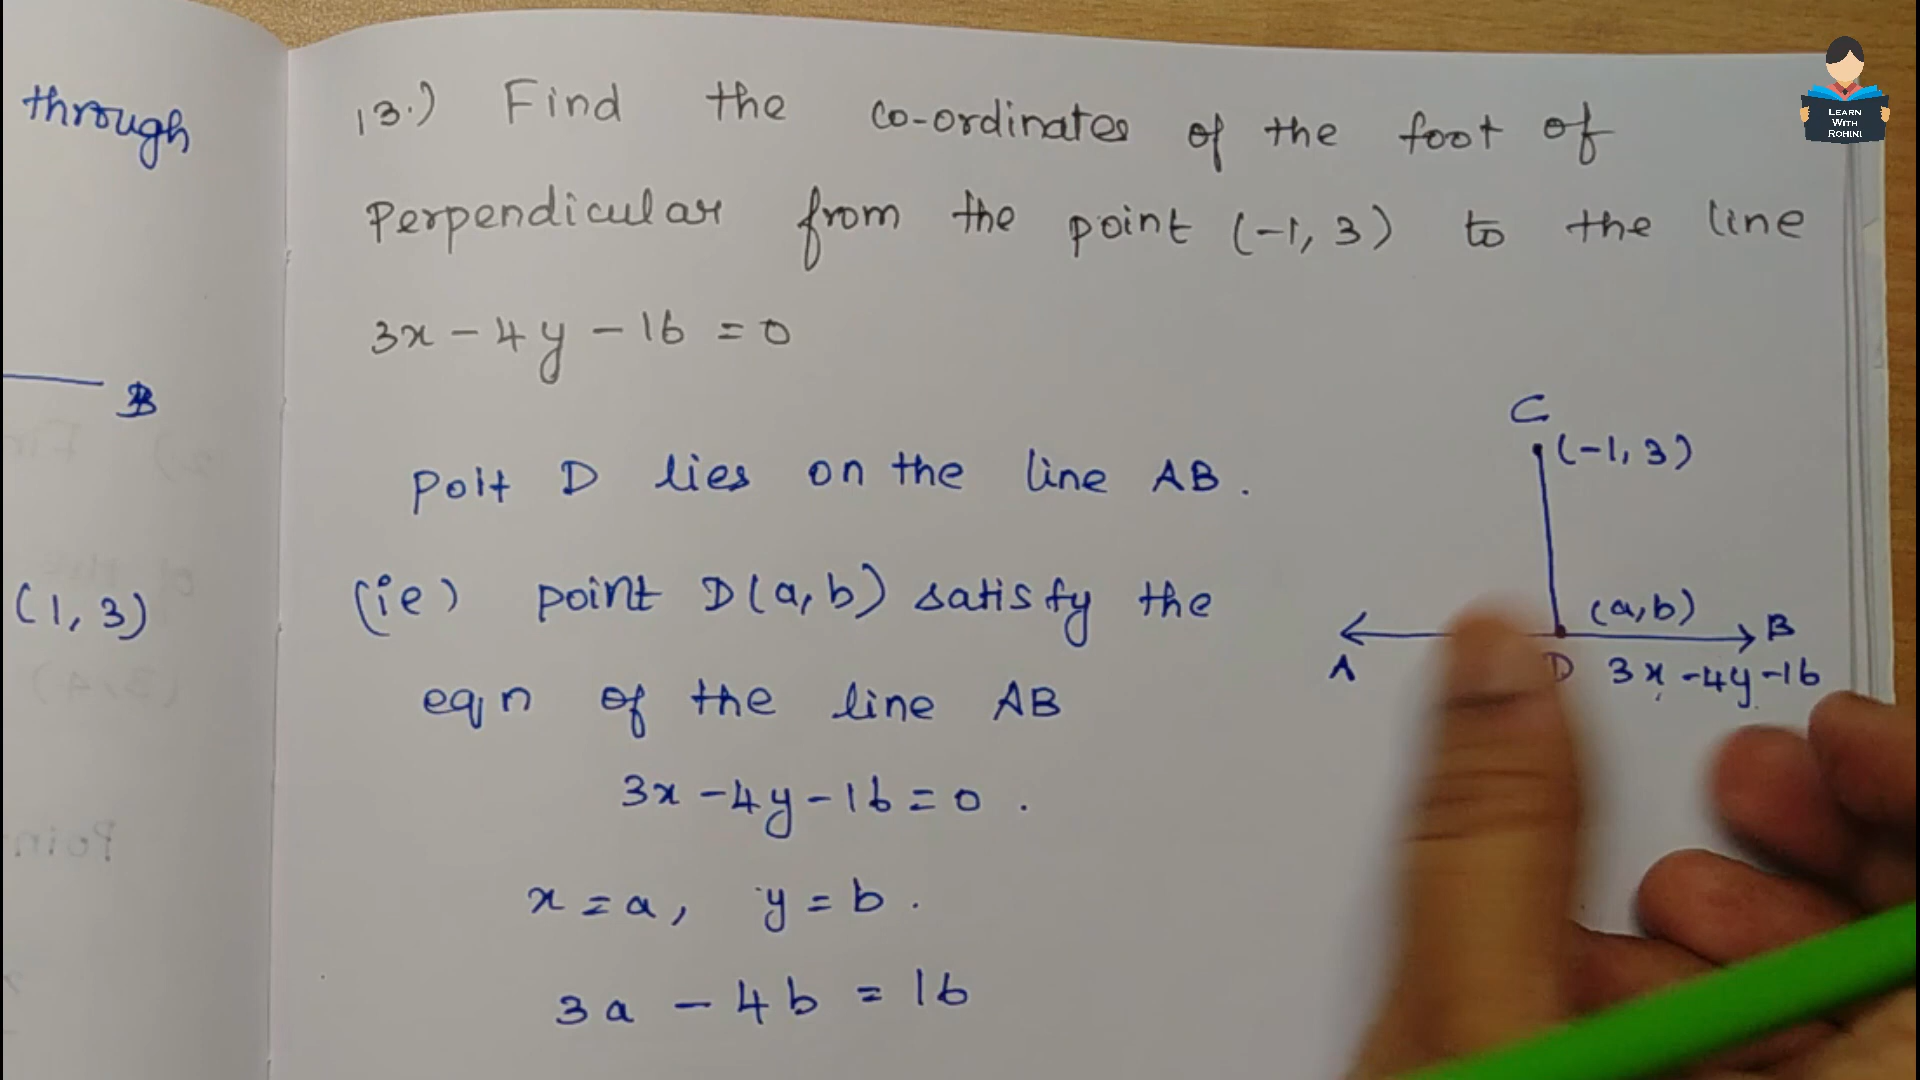 through
B
(1, 3)
13.) Find the co-ordinates of the foot of
perpendicular from the point (-1, 3) to the line
3x - 4y - 16 = 0
poit D lies on the line AB.
(ie) point D(a, b) satisfy the
eqn of the line AB
3x - 4y - 16 = 0 .
x = a, y = b .
3a - 4b = 16
C
(-1, 3)
(a, b)
A
B
D 3x - 4y - 16
LEARN
WITH
ROHINI